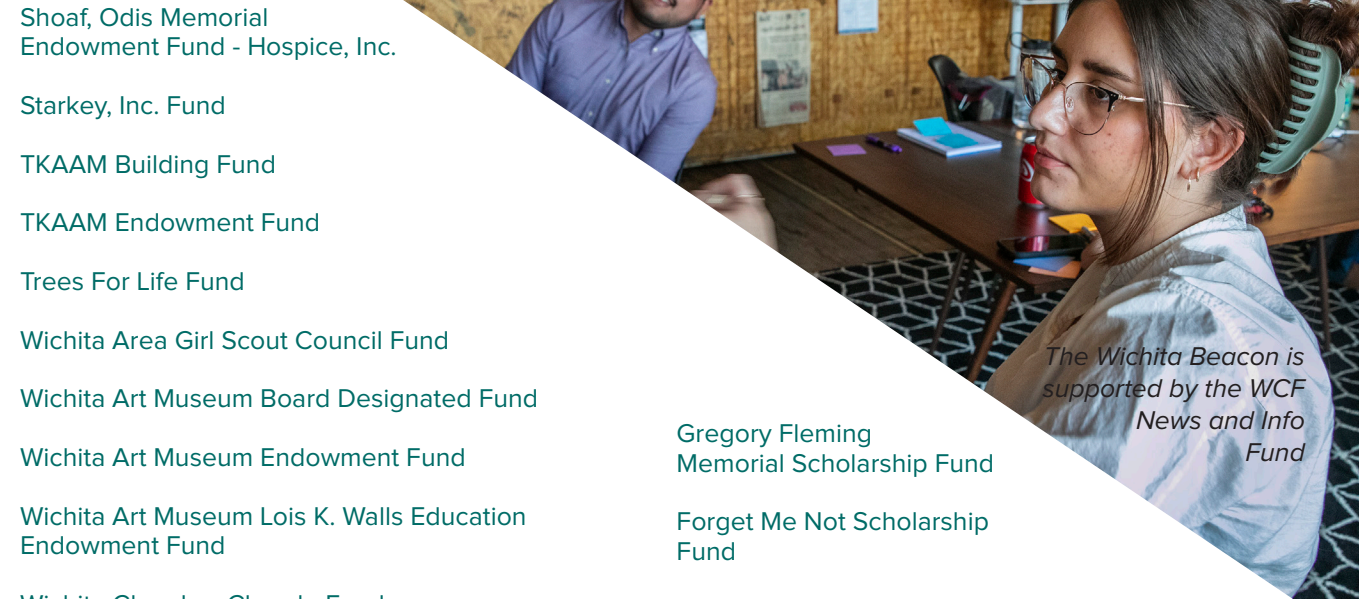 Shoaf, Odis Memorial
Endowment Fund - Hospice, Inc.
Starkey, Inc. Fund
TKAAM Building Fund
TKAAM Endowment Fund
Trees For Life Fund
Wichita Area Girl Scout Council Fund
Wichita Art Museum Board Designated Fund
Wichita Art Museum Endowment Fund
Wichita Art Museum Lois K. Walls Education
Endowment Fund
Gregory Fleming
Memorial Scholarship Fund
Forget Me Not Scholarship
Fund
The Wichita Beacon is
supported by the WCF
News and Info
Fund